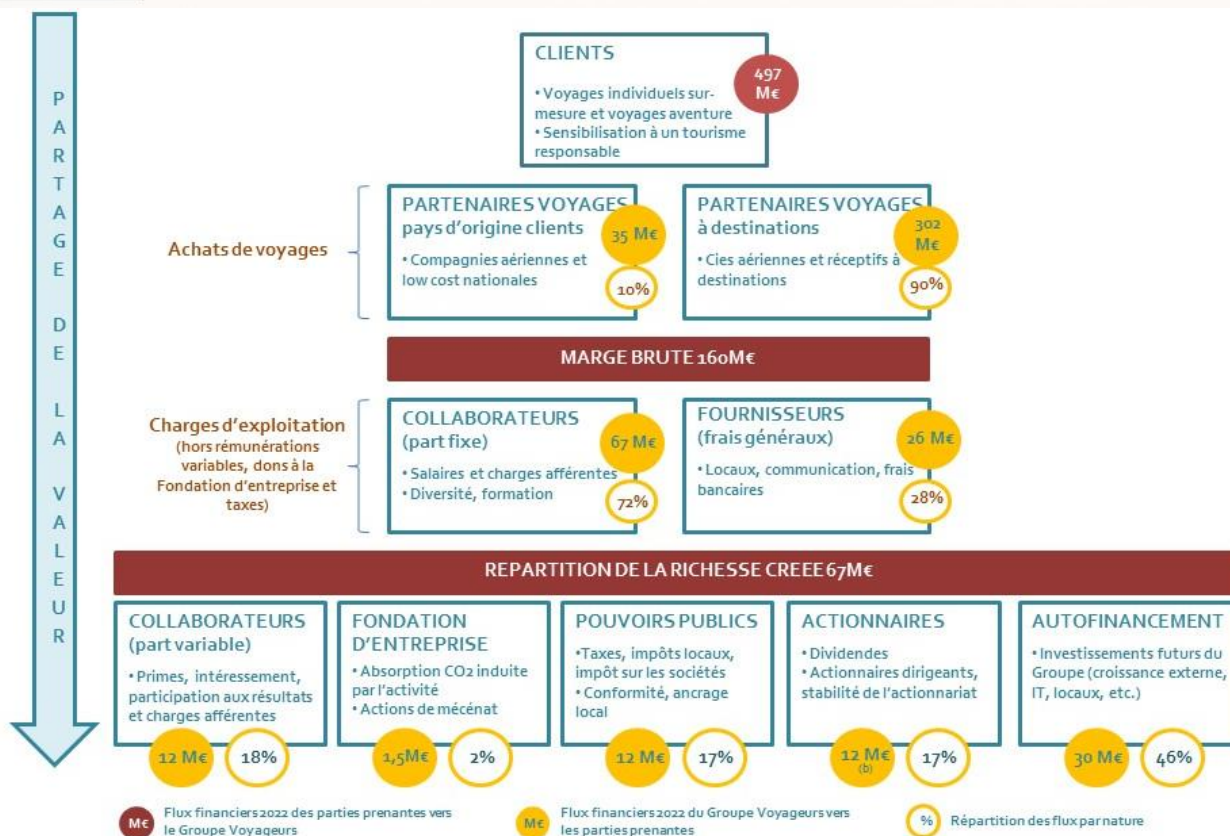 PARTAGE DE LA VALEUR
CLIENTS
497
M€
• Voyages individuels sur-
mesure et voyages aventure
• Sensibilisation à un tourisme
responsable
Achats de voyages
PARTENAIRES VOYAGES
pays d'origine clients
35 M€
• Compagnies aériennes et
low cost nationales
10%
PARTENAIRES VOYAGES
à destinations
302
M€
• Cies aériennes et réceptifs à
destinations
90%
MARGE BRUTE 160M€
Charges d'exploitation
(hors rémunérations
variables, dons à la
Fondation d'entreprise et
taxes)
COLLABORATEURS
(part fixe)
67 M€
• Salaires et charges afférentes
• Diversité, formation
72%
FOURNISSEURS
(frais généraux)
26 M€
• Locaux, communication, frais
bancaires
28%
REPARTITION DE LA RICHESSE CREEE 67M€
COLLABORATEURS
(part variable)
• Primes, intéressement,
participation aux résultats
et charges afférentes
12 M€
18%
FONDATION
D'ENTREPRISE
• Absorption CO2 induite
par l'activité
• Actions de mécénat
1,5M€
2%
POUVOIRS PUBLICS
•Taxes, impôts locaux,
impôt sur les sociétés
• Conformité, ancrage
local
12 M€
17%
ACTIONNAIRES
• Dividendes
• Actionnaires dirigeants,
stabilité de l'actionnariat
12 M€
(b)
17%
AUTOFINANCEMENT
• Investissements futurs du
Groupe (croissance externe,
IT, locaux, etc.)
30 M€
46%
M€
Flux financiers 2022 des parties prenantes vers
le Groupe Voyageurs
M€
Flux financiers 2022 du Groupe Voyageurs vers
les parties prenantes
%
Répartition des flux par nature